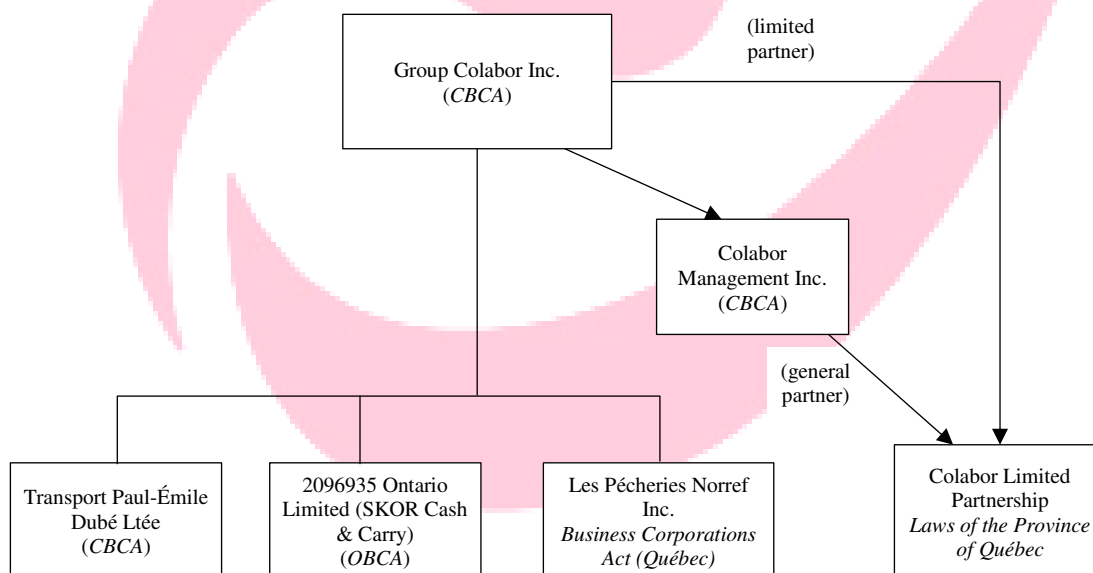 (limited
partner)
Group Colabor Inc.
(CBCA)
Colabor
Management Inc.
(CBCA)
(general
partner)
Transport Paul-Émile
Dubé Ltée
(CBCA)
2096935 Ontario
Limited (SKOR Cash
& Carry)
(OBCA)
Les Pécheries Norref
Inc.
Business Corporations
Act (Québec)
Colabor Limited
Partnership
Laws of the Province
of Québec